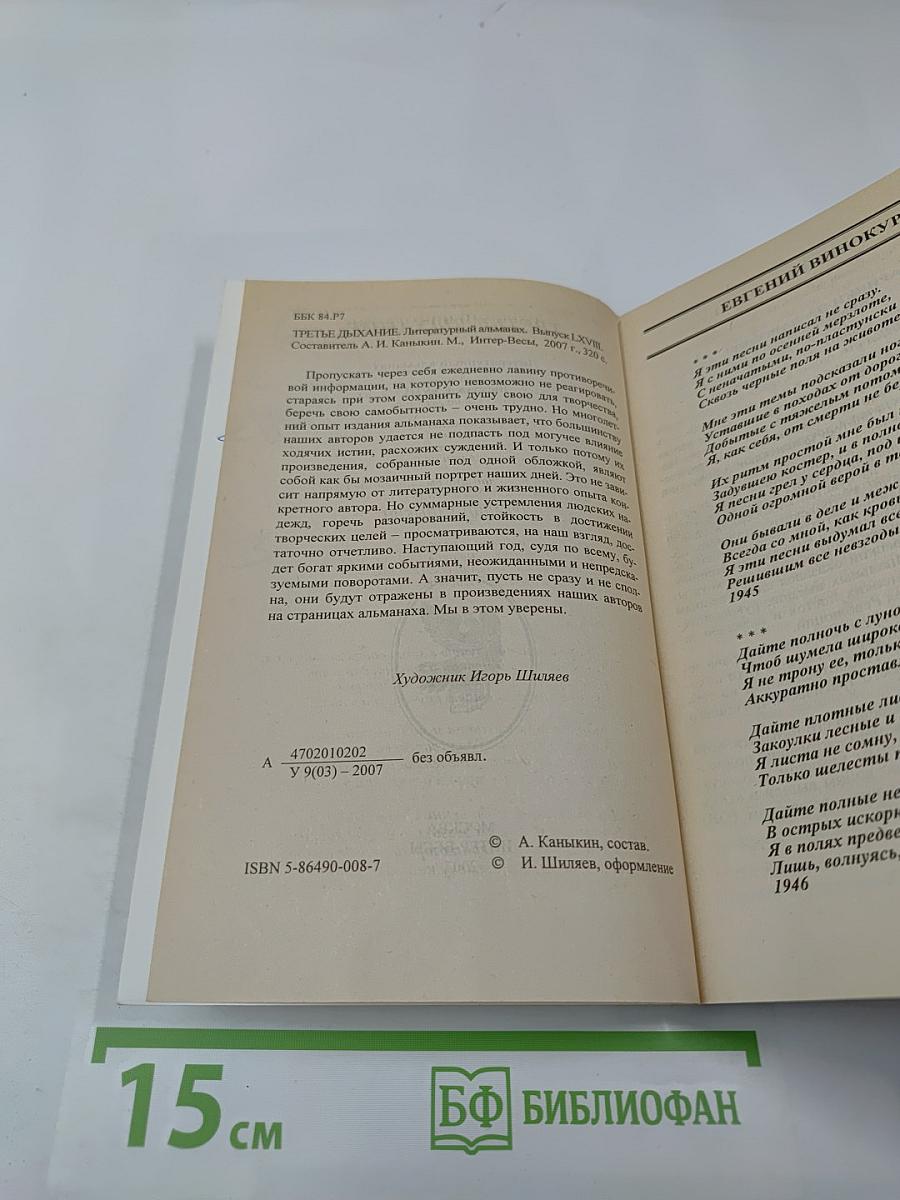 ББК 84.Р7
ТРЕТЬЕ ДЫХАНИЕ. Литературный альманах. Выпуск LXVIII.
Составитель А. И. Каныкин. М., Интер-Весы, 2007 г., 320 с.
Пропускать через себя ежедневно лавину противоречи-
вой информации, на которую невозможно не реагировать,
стараясь при этом сохранить душу свою для творчества,
беречь свою самобытность – очень трудно. Но многолет-
ний опыт издания альманаха показывает, что большинству
наших авторов удается не подпасть под могучее влияние
ходячих истин, расхожих суждений. И только потому их
произведения, собранные под одной обложкой, являют
собой как бы мозаичный портрет наших дней. Это не зави-
сит напрямую от литературного и жизненного опыта кон-
кретного автора. Но суммарные устремления людских на-
дежд, горечь разочарований, стойкость в достижении
творческих целей – просматриваются, на наш взгляд, дос-
таточно отчетливо. Наступающий год, судя по всему, бу-
дет богат яркими событиями, неожиданными и непредска-
зуемыми поворотами. А значит, пусть не сразу и не спол-
на, они будут отражены в произведениях наших авторов
на страницах альманаха. Мы в этом уверены.
Художник Игорь Шиляев
А 4702010202 без объявл.
У 9(03) – 2007
© А. Каныкин, состав.
ISBN 5-86490-008-7 © И. Шиляев, оформление
ЕВГЕНИЙ ВИНОКУР
* * *
Я эти песни написал не сразу.
Я с ними по осенней мерзлоте,
С неначатыми, по-пластунски
Сквозь черные поля на животе
Мне эти темы подсказали ног
Уставшие в походах от дорог
Добытые с тяжелым потом
Я, как себя, от смерти не бе
Их ритм простой мне был
Задувшею костер, и в полно
Я песни грел у сердца, под
Одной огромной верой в т
Они бывали в деле и меж
Всегда со мной, как кровь
Я эти песни выдумал все
Решившим все невзгоды
1945
* * *
Дайте полночь с луно
Чтоб шумела широко
Я не трону ее, тольк
Аккуратно простав
Дайте плотные лис
Закоулки лесные и
Я листа не сомну,
Только шелесты п
Дайте полные не
В острых искорк
Я в полях предве
Лишь, волнуясь,
1946
15 см
БФ БИБЛИОФАН